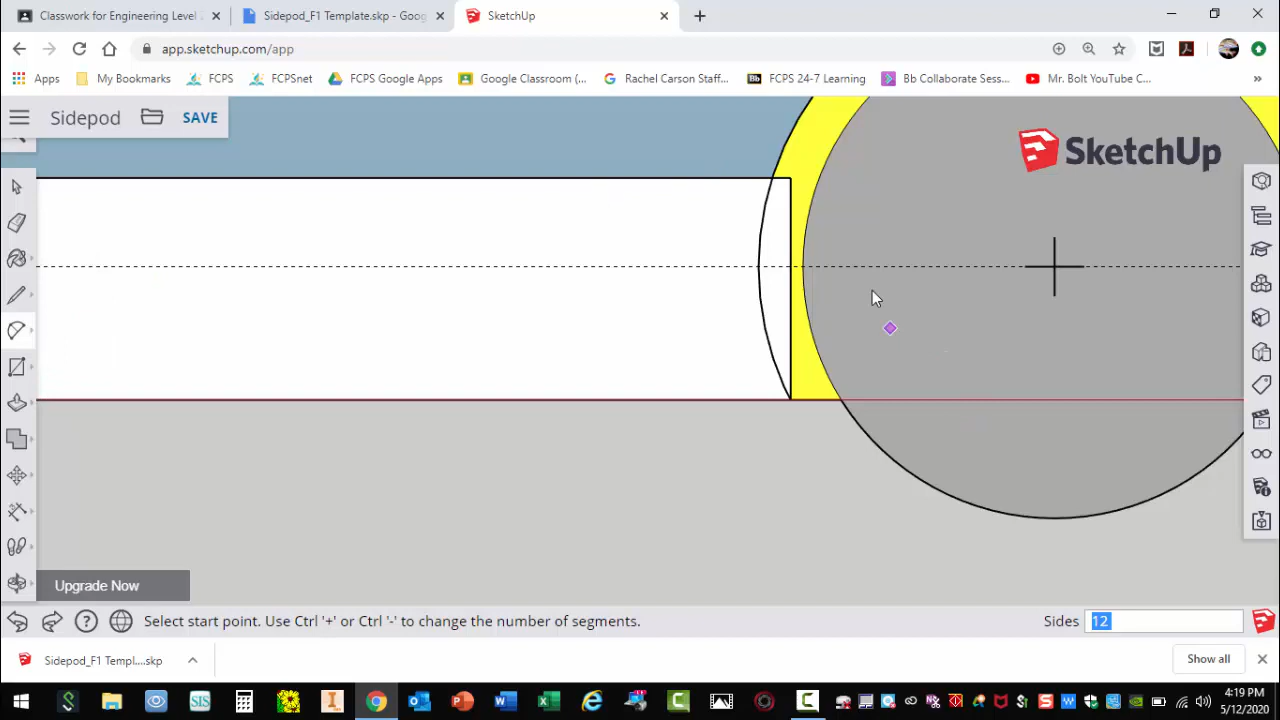 Classwork for Engineering Level
Sidepod_F1 Template.skp - Goog
SketchUp
app.sketchup.com/app
Apps
My Bookmarks
FCPS
FCPSnet
FCPS Google Apps
Google Classroom (...
Rachel Carson Staff...
Bb
FCPS 24-7 Learning
Bb Collaborate Sess...
Mr. Bolt YouTube C...
»
Sidepod
SAVE
SketchUp
Upgrade Now
Select start point. Use Ctrl '+' or Ctrl '-' to change the number of segments.
Sides
12
Sidepod_F1 Templ....skp
Show all
SIS
4:19 PM
5/12/2020